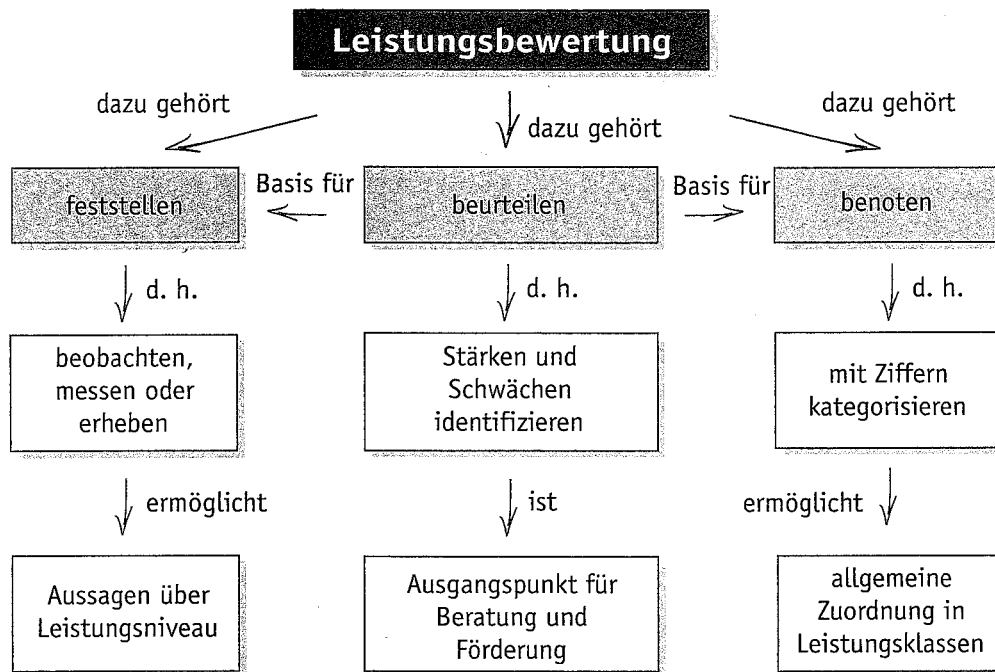 Leistungsbewertung
dazu gehört
dazu gehört
dazu gehört
feststellen
Basis für
beurteilen
Basis für
benoten
d. h.
d. h.
d. h.
beobachten,
messen oder
erheben
Stärken und
Schwächen
identifizieren
mit Ziffern
kategorisieren
ermöglicht
ist
ermöglicht
Aussagen über
Leistungsniveau
Ausgangspunkt für
Beratung und
Förderung
allgemeine
Zuordnung in
Leistungsklassen